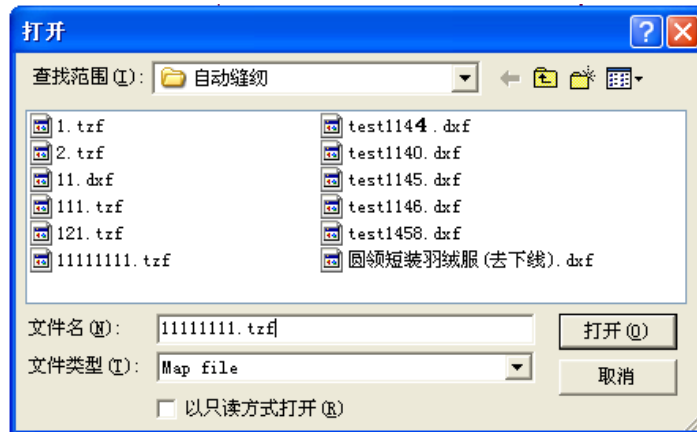 打开
查找范围(I): 自动缝纫
1.tzf
2.tzf
11.dxf
111.tzf
121.tzf
11111111.tzf
test1144.dxf
test1140.dxf
test1145.dxf
test1146.dxf
test1458.dxf
圆领短装羽绒服(去下线).dxf
文件名(N): 11111111.tzf
打开(O)
文件类型(T): Map file
取消
以只读方式打开(R)